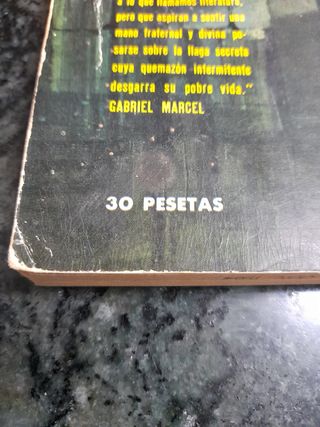 a lo que llamamos literatura,
pero que aspiran a sentir una
mano fraternal y divina po-
sarse sobre la llaga secreta
cuya quemazón intermitente
desgarra su pobre vida."
GABRIEL MARCEL
30 PESETAS